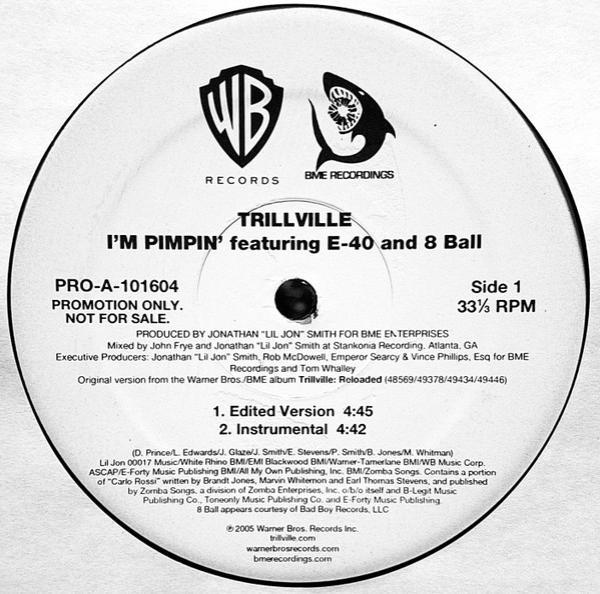 WB
RECORDS
BME RECORDINGS
TRILLVILLE
I'M PIMPIN' featuring E-40 and 8 Ball
PRO-A-101604
PROMOTION ONLY.
NOT FOR SALE.
Side 1
33⅓ RPM
PRODUCED BY JONATHAN "LIL JON" SMITH FOR BME ENTERPRISES
Mixed by John Frye and Jonathan "Lil Jon" Smith at Stankonia Recording, Atlanta, GA
Executive Producers: Jonathan "Lil Jon" Smith, Rob McDowell, Emperor Searcy & Vince Phillips, Esq for BME
Recordings and Tom Whalley
Original version from the Warner Bros./BME album Trillville: Reloaded (48569/49378/49434/49446)
1. Edited Version 4:45
2. Instrumental 4:42
(D. Prince/L. Edwards/J. Glaze/J. Smith/E. Stevens/P. Smith/B. Jones/M. Whitman)
Lil Jon 00017 Music/White Rhino BMI/EMI Blackwood BMI/Warner-Tamerlane BMI/WB Music Corp.
ASCAP/E-Forty Music Publishing BMI/All My Own Publishing, Inc. BMI/Zomba Songs. Contains a portion
of "Carlo Rossi" written by Brandt Jones, Marvin Whitemon and Earl Thomas Stevens, and published
by Zomba Songs, a division of Zomba Enterprises, Inc. o/b/o itself and B-Legit Music
Publishing Co., Toneonly Music Publishing Co. and E-Forty Music Publishing.
8 Ball appears courtesy of Bad Boy Records, LLC
℗ 2005 Warner Bros. Records Inc.
trillville.com
warnerbrosrecords.com
bmerecordings.com